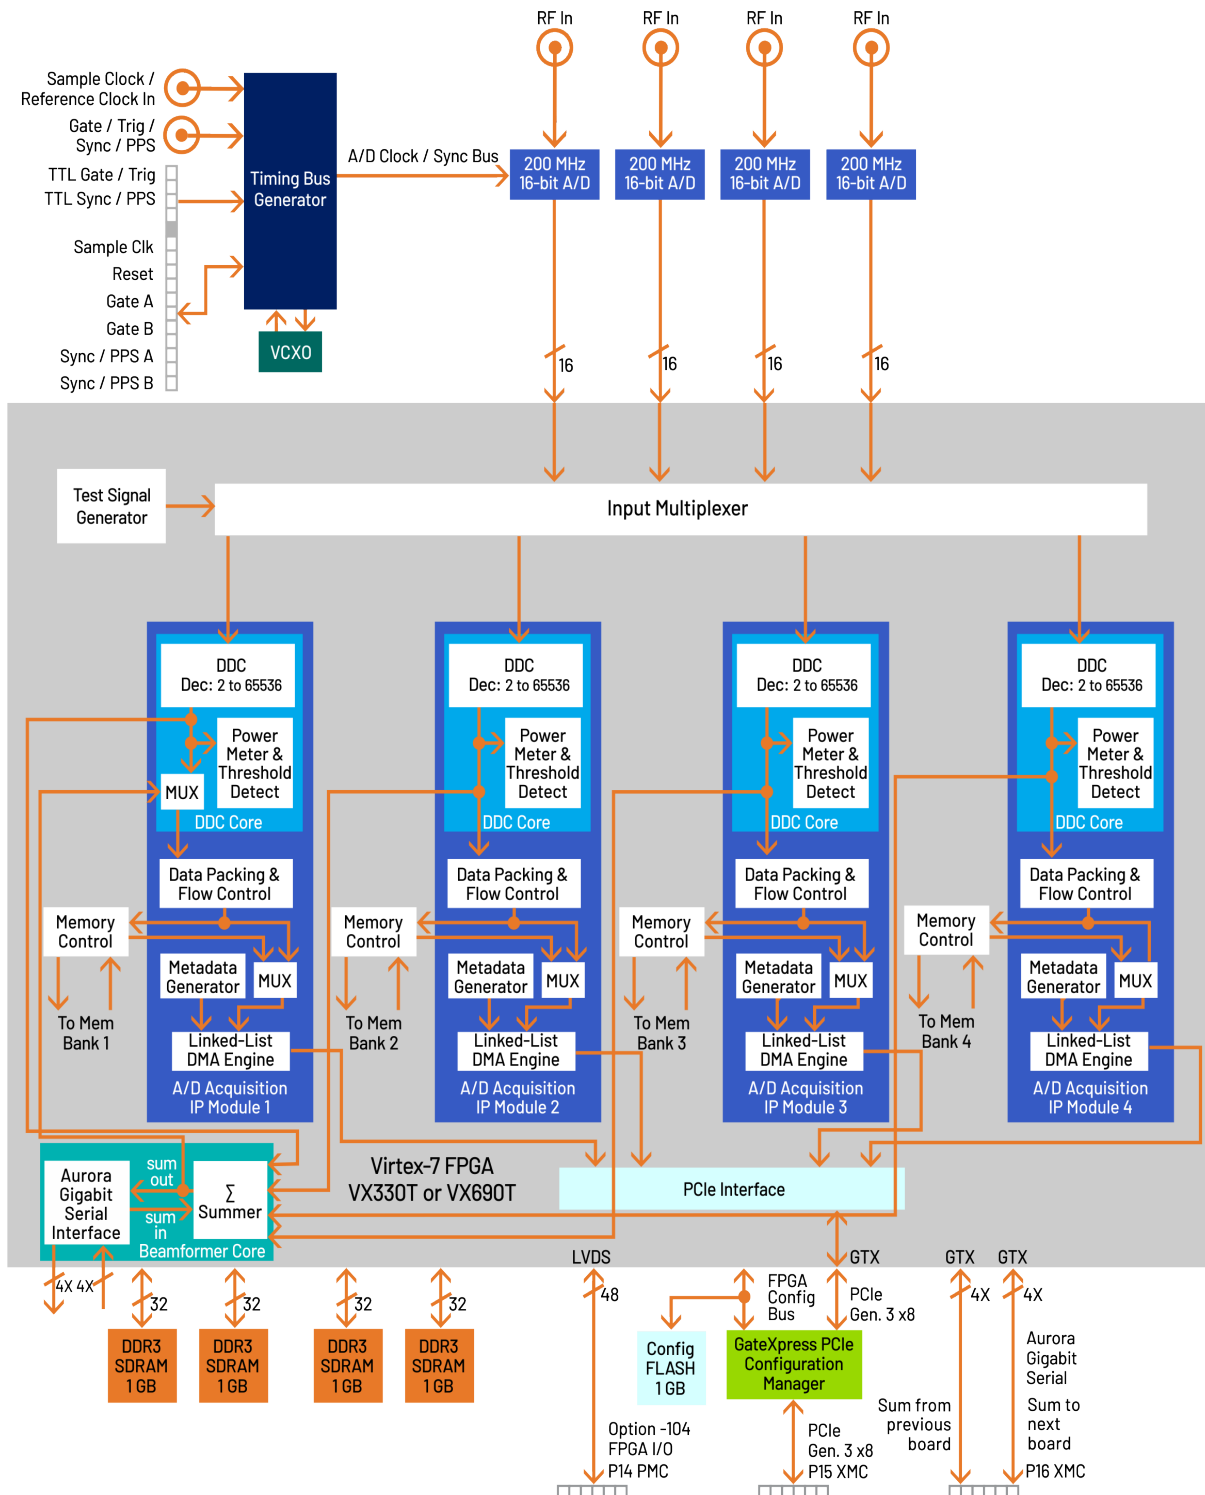 RF In
RF In
RF In
RF In
Sample Clock /
Reference Clock In
Gate / Trig /
Sync / PPS
TTL Gate / Trig
TTL Sync / PPS
Sample Clk
Reset
Gate A
Gate B
Sync / PPS A
Sync / PPS B
Timing Bus
Generator
VCXO
A/D Clock / Sync Bus
200 MHz
16-bit A/D
200 MHz
16-bit A/D
200 MHz
16-bit A/D
200 MHz
16-bit A/D
16
16
16
16
Test Signal
Generator
Input Multiplexer
DDC
Dec: 2 to 65536
Power
Meter &
Threshold
Detect
MUX
DDC Core
Data Packing &
Flow Control
Memory
Control
Metadata
Generator
MUX
To Mem
Bank 1
Linked-List
DMA Engine
A/D Acquisition
IP Module 1
DDC
Dec: 2 to 65536
Power
Meter &
Threshold
Detect
DDC Core
Data Packing &
Flow Control
Memory
Control
Metadata
Generator
MUX
To Mem
Bank 2
Linked-List
DMA Engine
A/D Acquisition
IP Module 2
DDC
Dec: 2 to 65536
Power
Meter &
Threshold
Detect
DDC Core
Data Packing &
Flow Control
Memory
Control
Metadata
Generator
MUX
To Mem
Bank 3
Linked-List
DMA Engine
A/D Acquisition
IP Module 3
DDC
Dec: 2 to 65536
Power
Meter &
Threshold
Detect
DDC Core
Data Packing &
Flow Control
Memory
Control
Metadata
Generator
MUX
To Mem
Bank 4
Linked-List
DMA Engine
A/D Acquisition
IP Module 4
Aurora
Gigabit
Serial
Interface
sum
out
sum
in
∑
Summer
Beamformer Core
Virtex-7 FPGA
VX330T or VX690T
PCIe Interface
LVDS
GTX
GTX
GTX
4X
4X
32
32
32
32
48
FPGA
Config
Bus
PCIe
Gen. 3 x8
4X
4X
DDR3
SDRAM
1 GB
DDR3
SDRAM
1 GB
DDR3
SDRAM
1 GB
DDR3
SDRAM
1 GB
Config
FLASH
1 GB
GateXpress PCIe
Configuration
Manager
Aurora
Gigabit
Serial
Option -104
FPGA I/O
P14 PMC
PCIe
Gen. 3 x8
P15 XMC
Sum from
previous
board
Sum to
next
board
P16 XMC